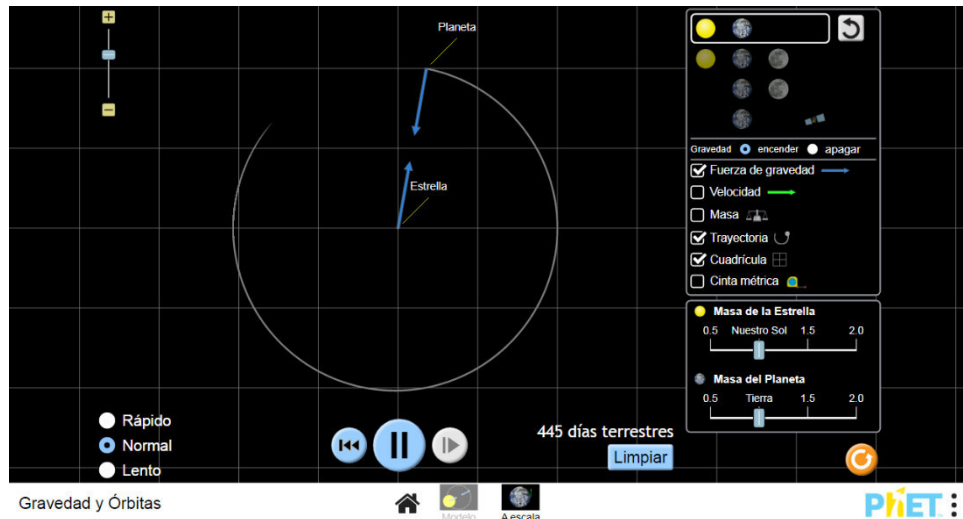 Planeta
Estrella
Gravedad encender apagar
Fuerza de gravedad
Velocidad
Masa
Trayectoria
Cuadrícula
Cinta métrica
Masa de la Estrella
0.5 Nuestro Sol 1.5 2.0
Masa del Planeta
0.5 Tierra 1.5 2.0
Rápido
Normal
Lento
445 días terrestres
Limpiar
Gravedad y Órbitas
Modelo
A escala
PhET